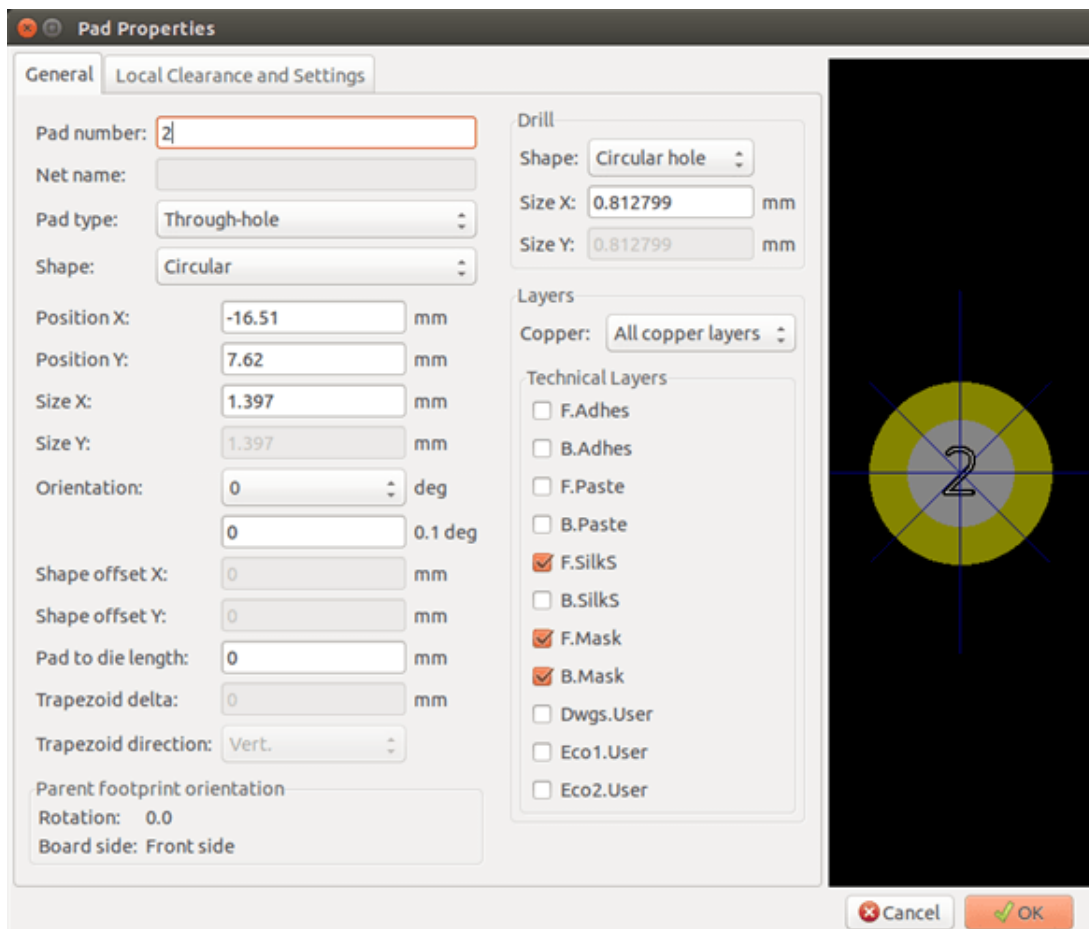 Pad Properties
General
Local Clearance and Settings
Pad number: 2
Net name:
Pad type: Through-hole
Shape: Circular
Position X: -16.51 mm
Position Y: 7.62 mm
Size X: 1.397 mm
Size Y: 1.397 mm
Orientation: 0 deg
0 0.1 deg
Shape offset X: 0 mm
Shape offset Y: 0 mm
Pad to die length: 0 mm
Trapezoid delta: 0 mm
Trapezoid direction: Vert.
Parent footprint orientation
Rotation: 0.0
Board side: Front side
Drill
Shape: Circular hole
Size X: 0.812799 mm
Size Y: 0.812799 mm
Layers
Copper: All copper layers
Technical Layers
F.Adhes
B.Adhes
F.Paste
B.Paste
F.SilkS
B.SilkS
F.Mask
B.Mask
Dwgs.User
Eco1.User
Eco2.User
2
Cancel
OK